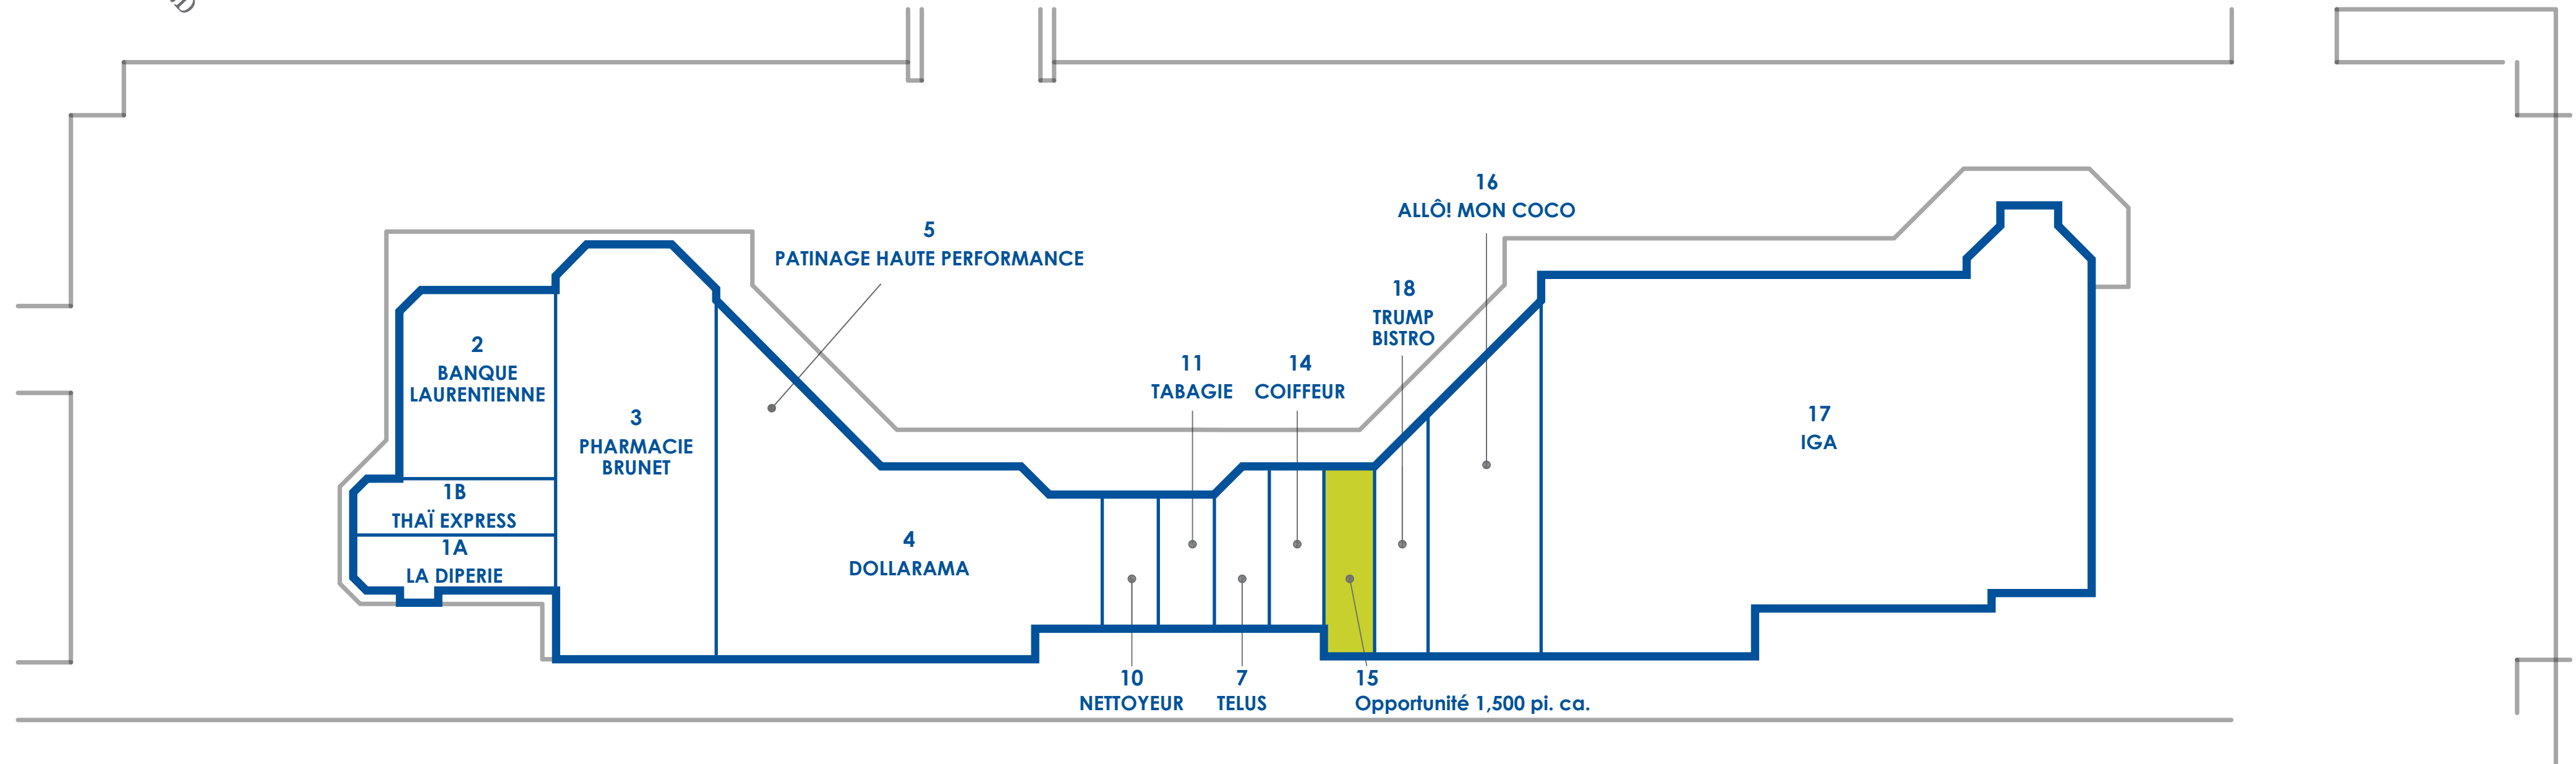 D
2
BANQUE
LAURENTIENNE
1B
THAÏ EXPRESS
1A
LA DIPERIE
3
PHARMACIE
BRUNET
5
PATINAGE HAUTE PERFORMANCE
4
DOLLARAMA
10
NETTOYEUR
11
TABAGIE
7
TELUS
14
COIFFEUR
15
Opportunité 1,500 pi. ca.
18
TRUMP
BISTRO
16
ALLÔ! MON COCO
17
IGA